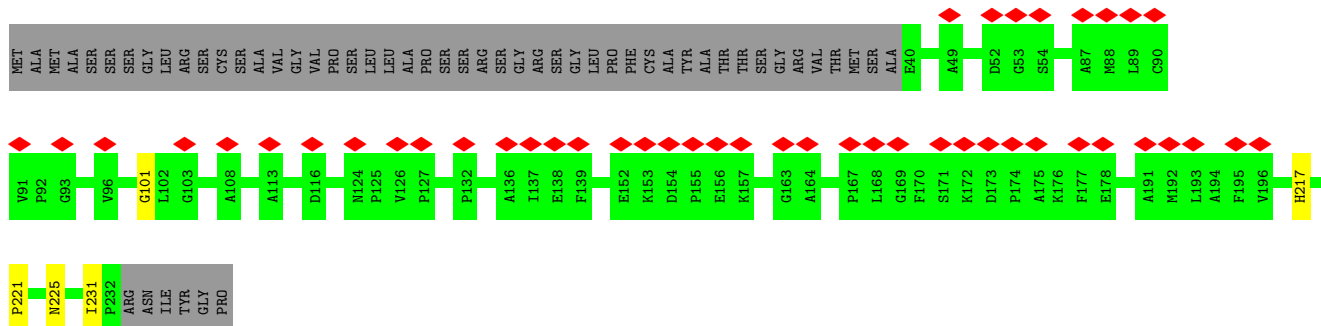 MET ALA MET ALA SER SER SER GLY LEU ARG SER CYS SER ALA VAL GLY VAL PRO SER LEU LEU ALA PRO SER SER ARG SER GLY ARG SER GLY LEU PRO PHE CYS ALA TYR ALA THR THR SER GLY ARG VAL THR MET SER ALA E40 A49 D52 G53 S54 A87 M88 L89 C90
V91 P92 G93 V96 G101 L102 G103 A108 A113 D116 N124 P125 V126 P127 P132 A136 I137 E138 F139 E152 K153 D154 P155 E156 K157 G163 A164 P167 L168 G169 F170 S171 K172 D173 P174 A175 K176 F177 E178 A191 M192 L193 A194 F195 V196 H217
P221 N225 I231 P232 ARG ASN ILE TYR GLY PRO